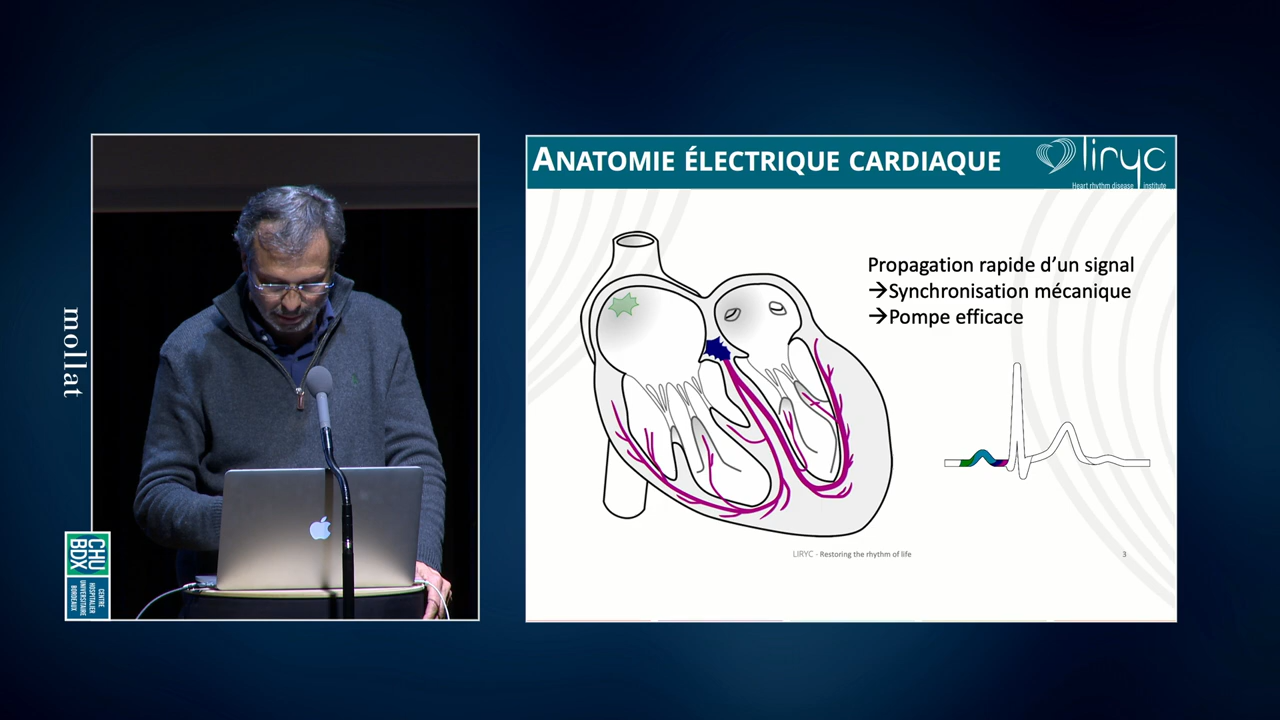 mollat
CHU
BDX
CENTRE
HOSPITALIER
UNIVERSITAIRE
BORDEAUX
ANATOMIE ÉLECTRIQUE CARDIAQUE
liryc
Heart rhythm disease institute
Propagation rapide d’un signal
→Synchronisation mécanique
→Pompe efficace
LIRYC - Restoring the rhythm of life
3